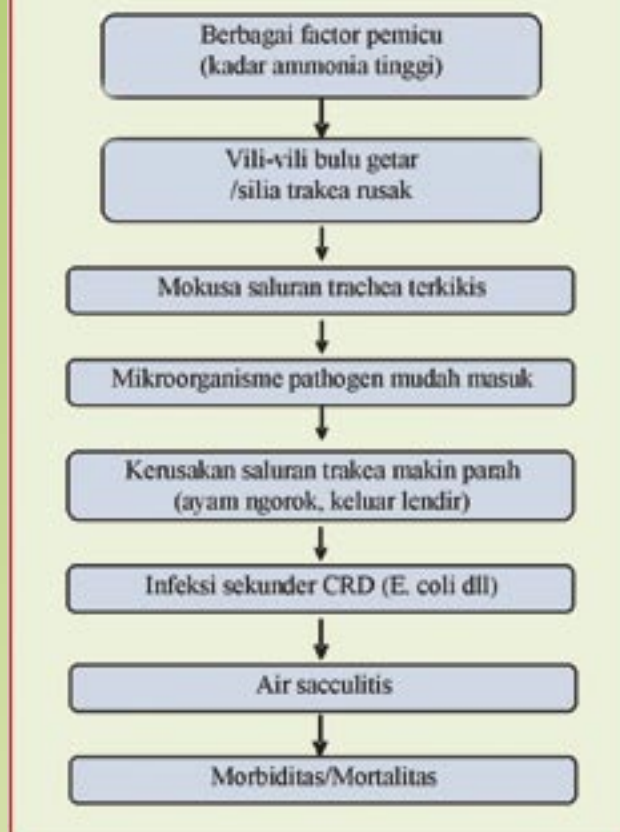 Berbagai factor pemicu
(kadar ammonia tinggi)
Vili-vili bulu getar
/silia trakea rusak
Mokusa saluran trachea terkikis
Mikroorganisme pathogen mudah masuk
Kerusakan saluran trakea makin parah
(ayam ngorok, keluar lendir)
Infeksi sekunder CRD (E. coli dll)
Air sacculitis
Morbiditas/Mortalitas